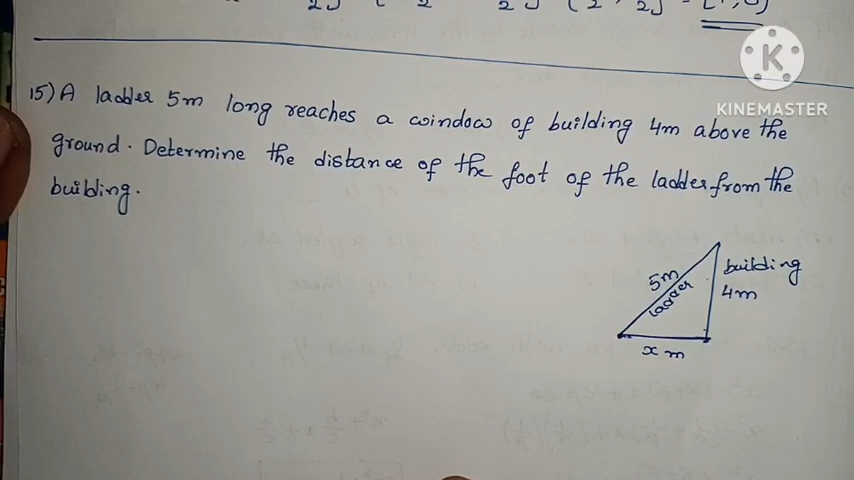 15) A ladder 5m long reaches a window of building 4m above the
ground. Determine the distance of the foot of the ladder from the
building.
5m
ladder
building
4m
x m
KINEMASTER